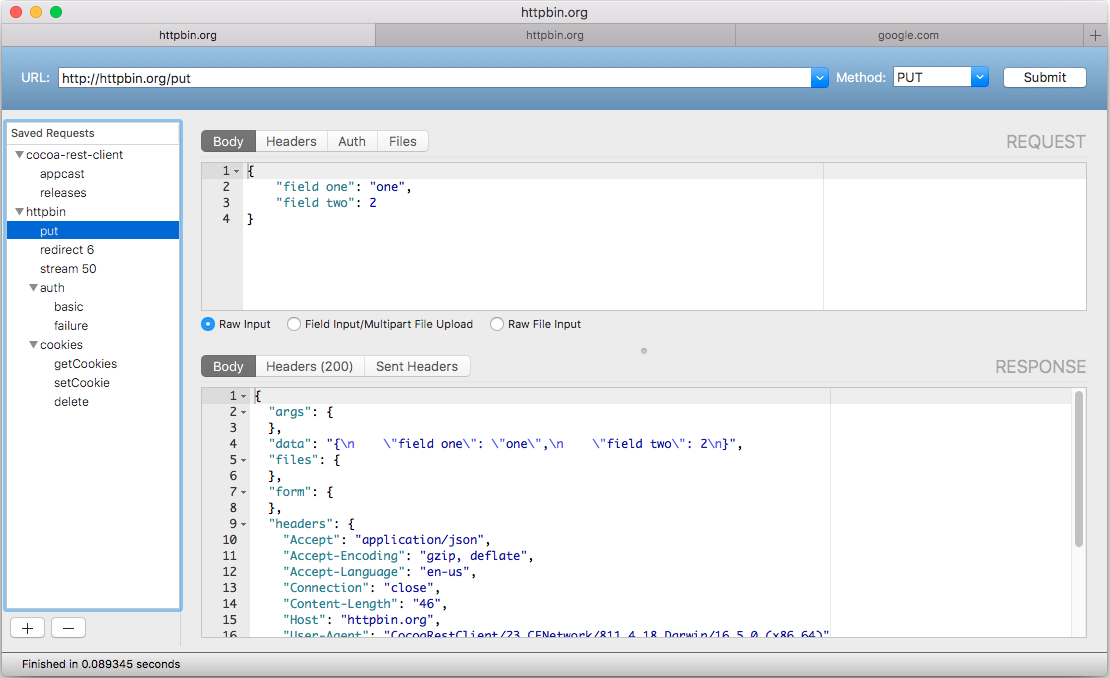 httpbin.org
httpbin.org httpbin.org google.com +
URL: http://httpbin.org/put Method: PUT Submit
Saved Requests
cocoa-rest-client
appcast
releases
httpbin
put
redirect 6
stream 50
auth
basic
failure
cookies
getCookies
setCookie
delete
Body Headers Auth Files REQUEST
1 {
2 "field one": "one",
3 "field two": 2
4 }
Raw Input Field Input/Multipart File Upload Raw File Input
Body Headers (200) Sent Headers RESPONSE
1 {
2 "args": {
3 },
4 "data": "{\n    \"field one\": \"one\",\n    \"field two\": 2\n}",
5 "files": {
6 },
7 "form": {
8 },
9 "headers": {
10 "Accept": "application/json",
11 "Accept-Encoding": "gzip, deflate",
12 "Accept-Language": "en-us",
13 "Connection": "close",
14 "Content-Length": "46",
15 "Host": "httpbin.org",
16 "User-Agent": "CocoaRestClient/23 CFNetwork/811.4.18 Darwin/16.5.0 (x86_64)"
Finished in 0.089345 seconds